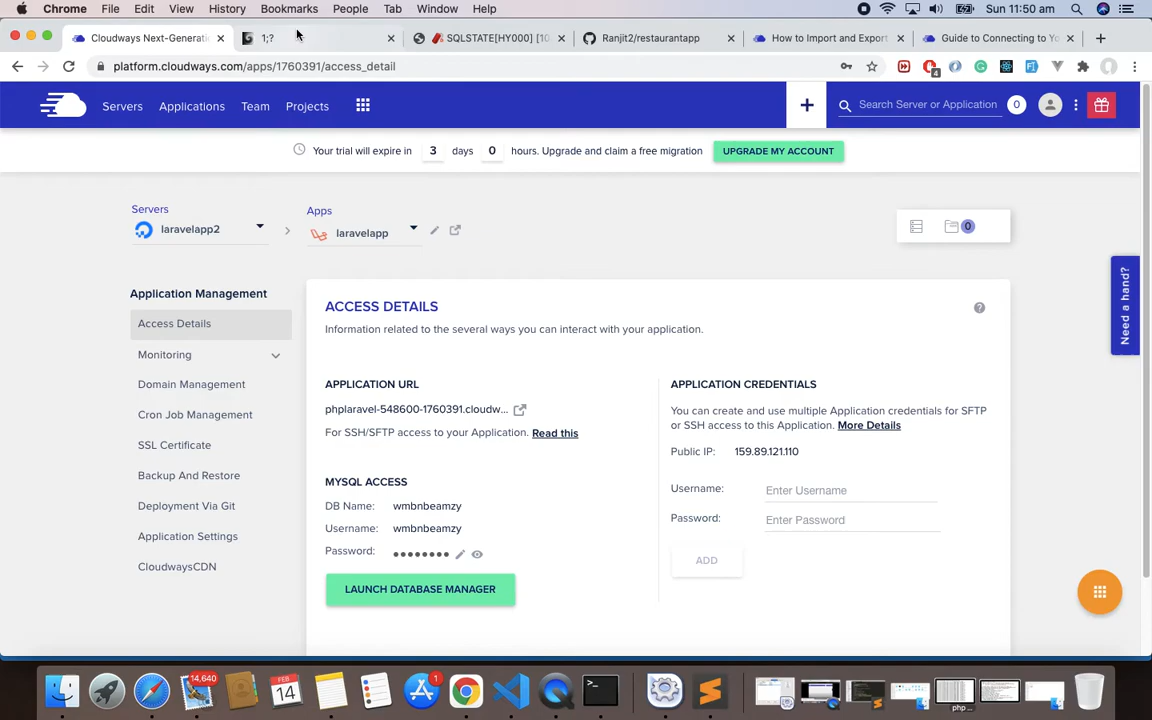 Chrome File Edit View History Bookmarks People Tab Window Help Sun 11:50 am
Cloudways Next-Generati
1;?
SQLSTATE[HY000] [10
Ranjit2/restaurantapp
How to Import and Export
Guide to Connecting to Yo
platform.cloudways.com/apps/1760391/access_detail
4
Servers Applications Team Projects
+
Search Server or Application
0
Your trial will expire in 3 days 0 hours. Upgrade and claim a free migration UPGRADE MY ACCOUNT
Servers
laravelapp2
Apps
laravelapp
0
Need a hand?
Application Management
Access Details
Monitoring
Domain Management
Cron Job Management
SSL Certificate
Backup And Restore
Deployment Via Git
Application Settings
CloudwaysCDN
ACCESS DETAILS
Information related to the several ways you can interact with your application.
APPLICATION URL
phplaravel-548600-1760391.cloudw...
For SSH/SFTP access to your Application. Read this
MYSQL ACCESS
DB Name: wmbnbeamzy
Username: wmbnbeamzy
Password: ••••••••
LAUNCH DATABASE MANAGER
APPLICATION CREDENTIALS
You can create and use multiple Application credentials for SFTP
or SSH access to this Application. More Details
Public IP: 159.89.121.110
Username: Enter Username
Password: Enter Password
ADD
14,640
FEB
14
1
php ...